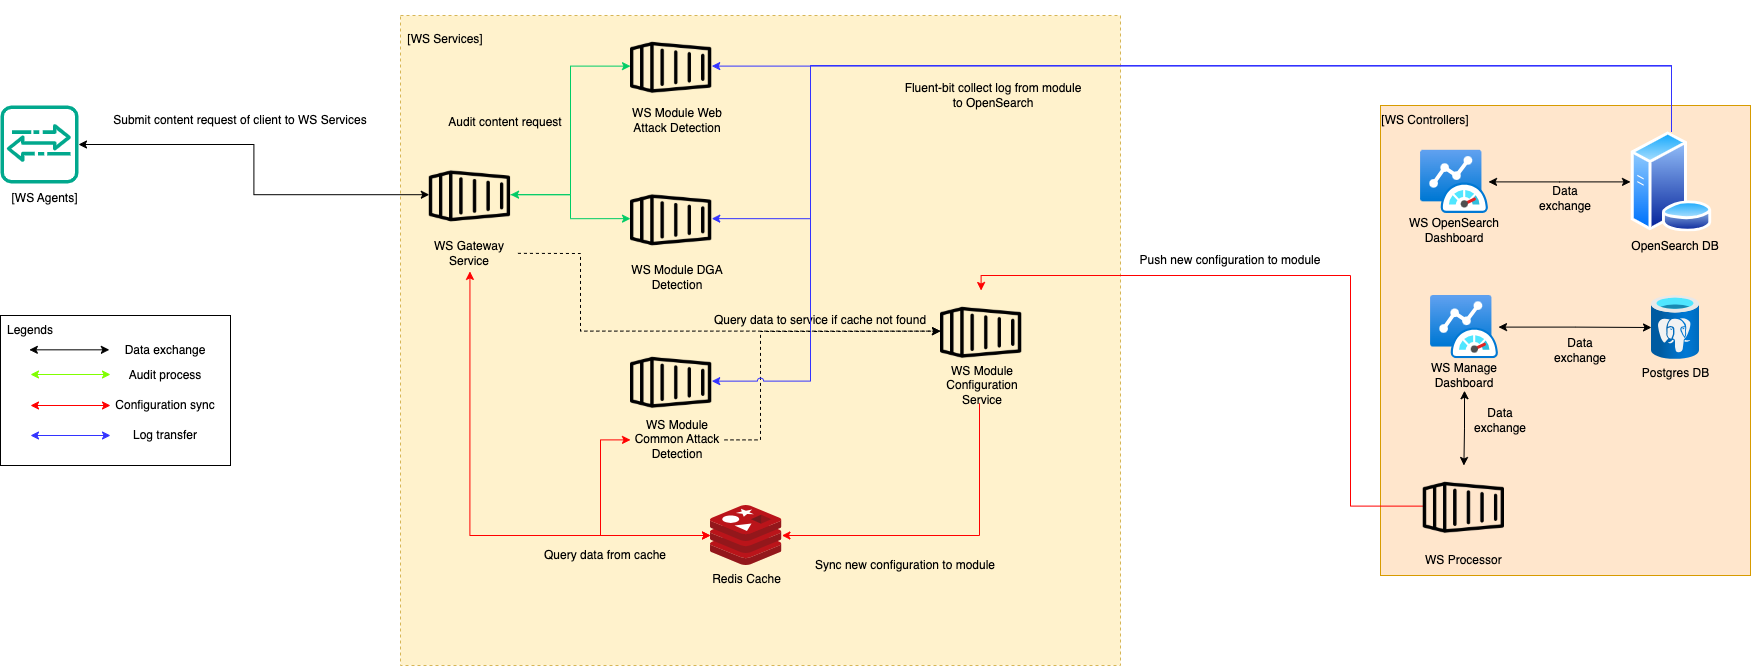 [WS Services]
WS Module Web
Attack Detection
Fluent-bit collect log from module
to OpenSearch
Submit content request of client to WS Services
Audit content request
[WS Agents]
WS Gateway
Service
WS Module DGA
Detection
Query data to service if cache not found
WS Module
Configuration
Service
WS Module
Common Attack
Detection
Query data from cache
Redis Cache
Sync new configuration to module
Push new configuration to module
[WS Controllers]
Data
exchange
WS OpenSearch
Dashboard
OpenSearch DB
Data
exchange
WS Manage
Dashboard
Postgres DB
Data
exchange
WS Processor
Legends
Data exchange
Audit process
Configuration sync
Log transfer